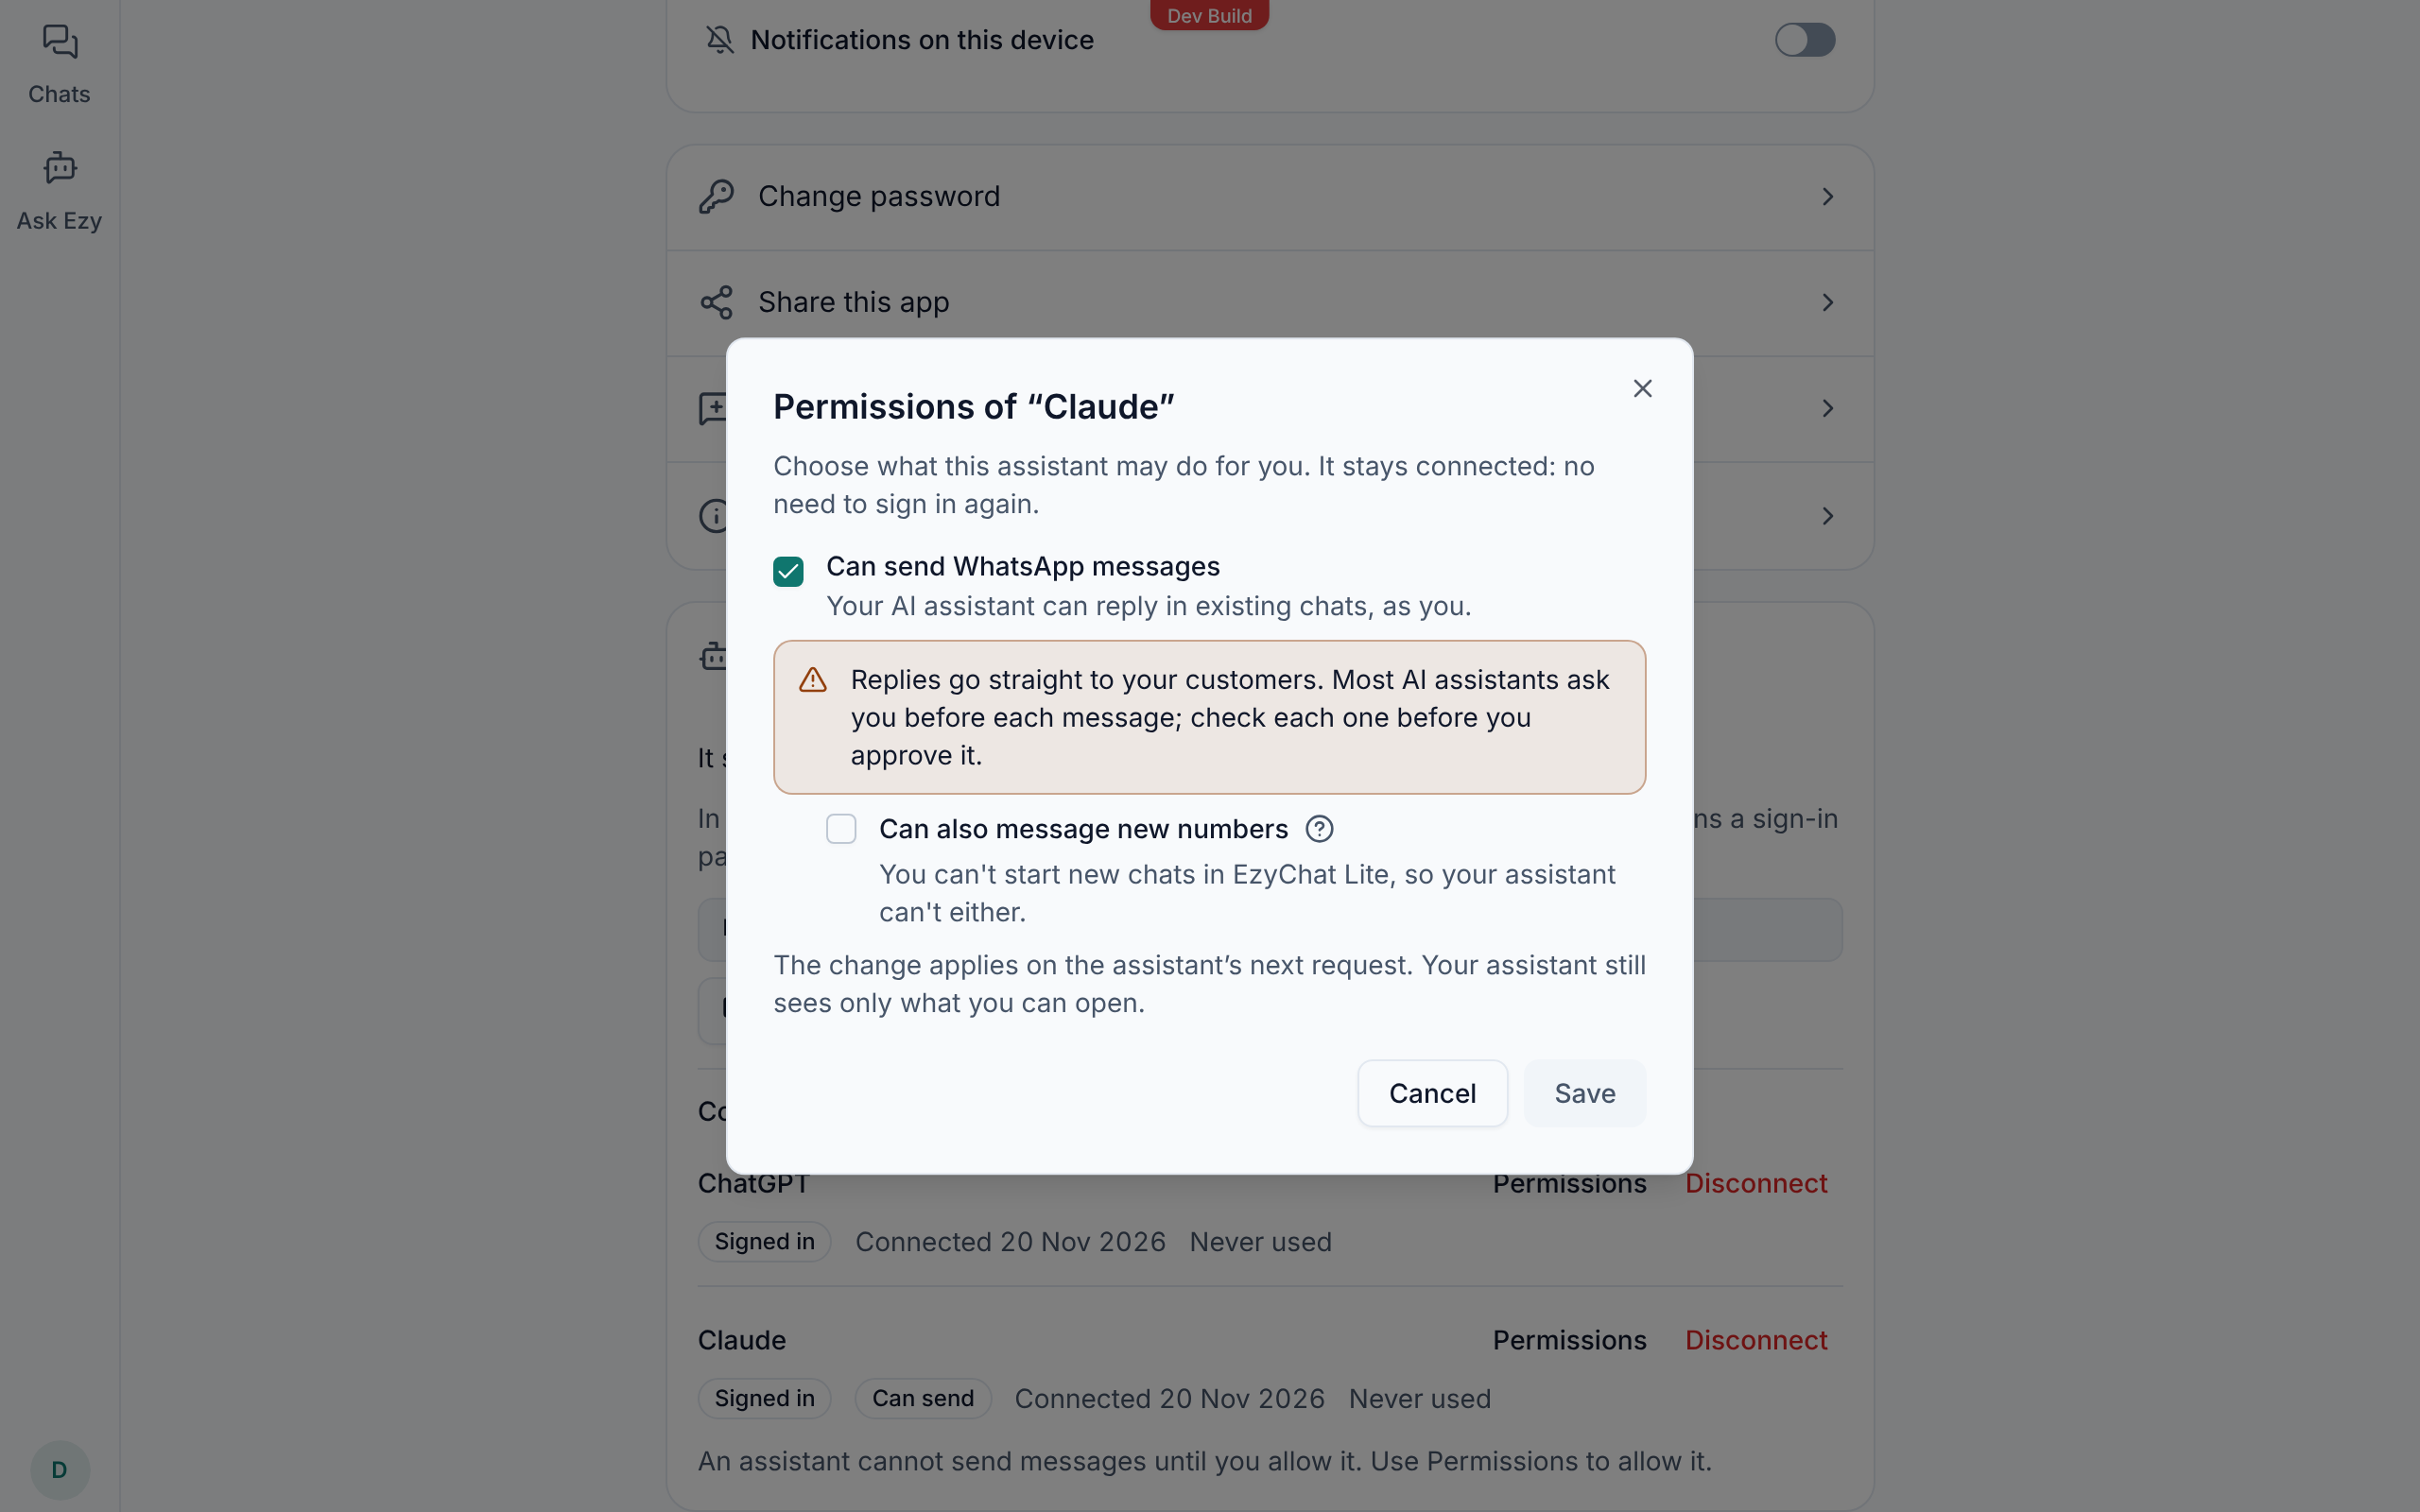 Dev Build
Chats
Ask Ezy
Notifications on this device
Change password
Share this app
Permissions of “Claude”
Choose what this assistant may do for you. It stays connected: no
need to sign in again.
Can send WhatsApp messages
Your AI assistant can reply in existing chats, as you.
Replies go straight to your customers. Most AI assistants ask
you before each message; check each one before you
approve it.
Can also message new numbers
You can't start new chats in EzyChat Lite, so your assistant
can't either.
The change applies on the assistant’s next request. Your assistant still
sees only what you can open.
Cancel
Save
It
In
a sign-in
ChatGPT
Permissions
Disconnect
Signed in
Connected 20 Nov 2026
Never used
Claude
Permissions
Disconnect
Signed in
Can send
Connected 20 Nov 2026
Never used
An assistant cannot send messages until you allow it. Use Permissions to allow it.
D